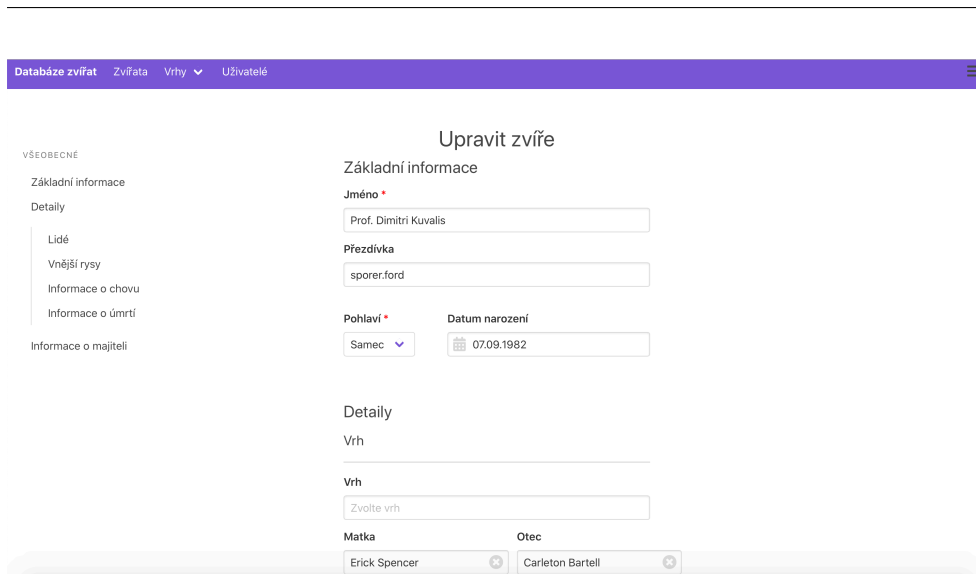 Databáze zvířat Zvířata Vrhy Uživatelé
VŠEOBECNÉ
Základní informace
Detaily
Lidé
Vnější rysy
Informace o chovu
Informace o úmrtí
Informace o majiteli
Upravit zvíře
Základní informace
Jméno *
Prof. Dimitri Kuvalis
Přezdívka
sporer.ford
Pohlaví * Datum narození
Samec 07.09.1982
Detaily
Vrh
Vrh
Zvolte vrh
Matka Otec
Erick Spencer Carleton Bartell